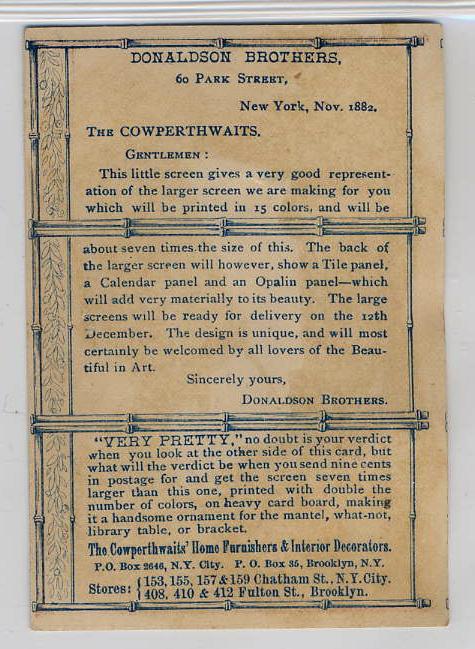 DONALDSON BROTHERS,
60 PARK STREET,
NEW YORK, NOV. 1882.
THE COWPERTHWAITS.
GENTLEMEN :
This little screen gives a very good represent-
ation of the larger screen we are making for you
which will be printed in 15 colors, and will be
about seven times the size of this. The back of
the larger screen will however, show a Tile panel,
a Calendar panel and an Opalin panel—which
will add very materially to its beauty. The large
screens will be ready for delivery on the 12th
December. The design is unique, and will most
certainly be welcomed by all lovers of the Beau-
tiful in Art.
Sincerely yours,
DONALDSON BROTHERS.
"VERY PRETTY," no doubt is your verdict
when you look at the other side of this card, but
what will the verdict be when you send nine cents
in postage for and get the screen seven times
larger than this one, printed with double the
number of colors, on heavy card board, making
it a handsome ornament for the mantel, what-not,
library table, or bracket.
The Cowperthwaits' Home Furnishers & Interior Decorators.
P.O. Box 2646, N.Y. City. P.O. Box 35, Brooklyn, N.Y.
Stores: { 153, 155, 157 & 159 Chatham St., N.Y. City.
408, 410 & 412 Fulton St., Brooklyn.